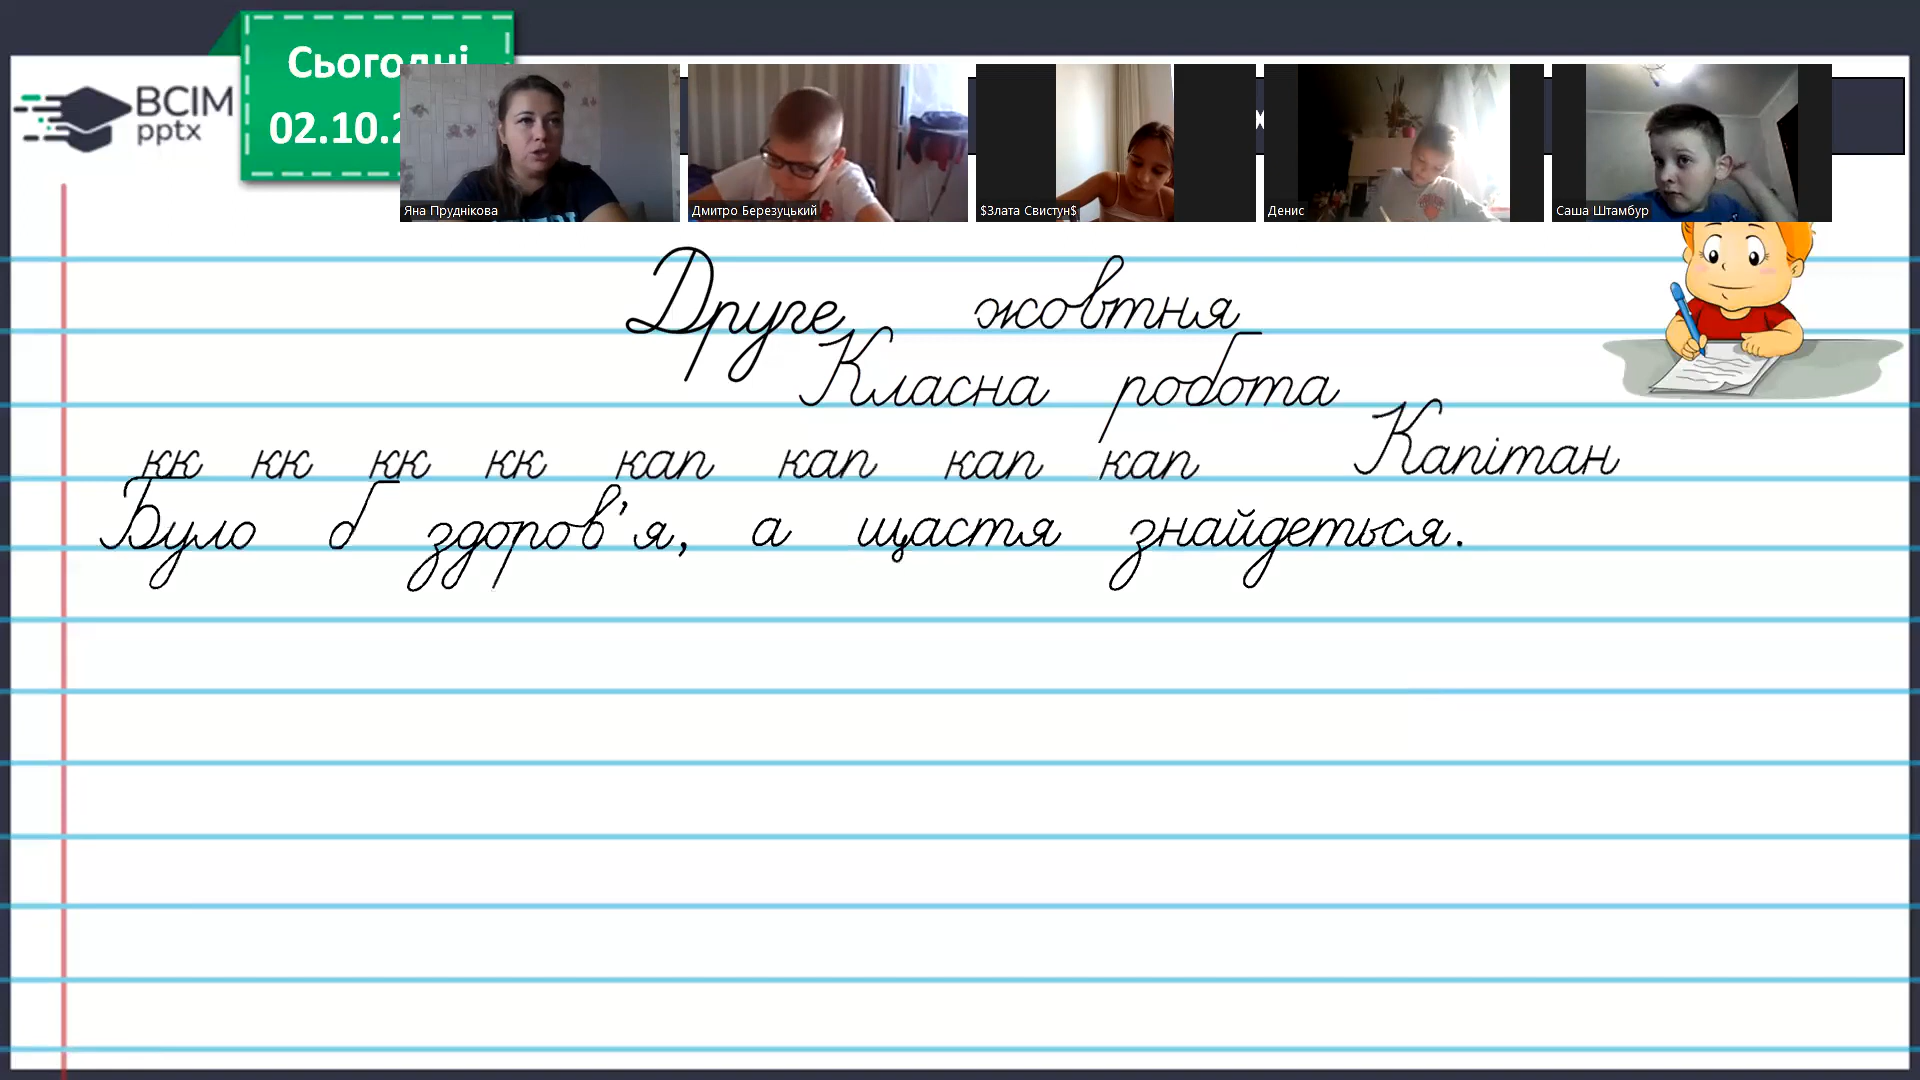 Сьогодні
02.10.2
ВСІМ
pptx
Яна Пруднікова
Дмитро Березуцький
$Злата Свистун$
Денис
Саша Штамбур
Друге жовтня
Класна робота
кк кк кк кк кап кап кап кап Капітан
Було б здоров'я, а щастя знайдеться.